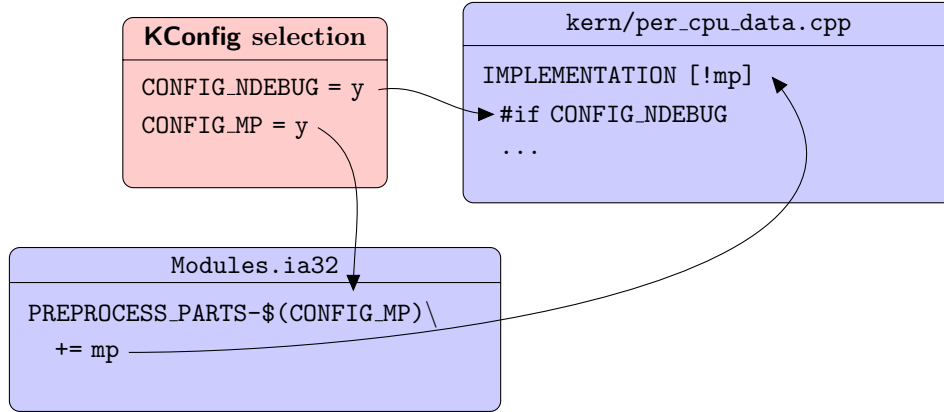 KConfig selection
CONFIG_NDEBUG = y
CONFIG_MP = y
kern/per_cpu_data.cpp
IMPLEMENTATION [!mp]
#if CONFIG_NDEBUG
...
Modules.ia32
PREPROCESS_PARTS-$(CONFIG_MP)\
+= mp